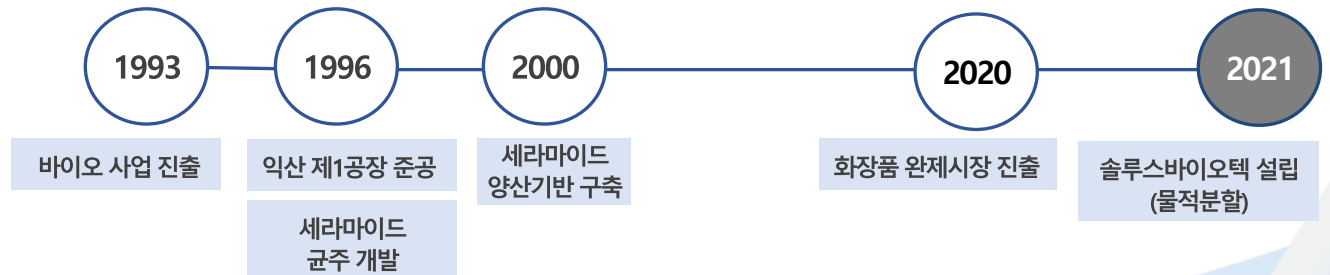 1993
바이오 사업 진출
1996
익산 제1공장 준공
세라마이드
균주 개발
2000
세라마이드
양산기반 구축
2020
화장품 완제시장 진출
2021
솔루스바이오텍 설립
(물적분할)